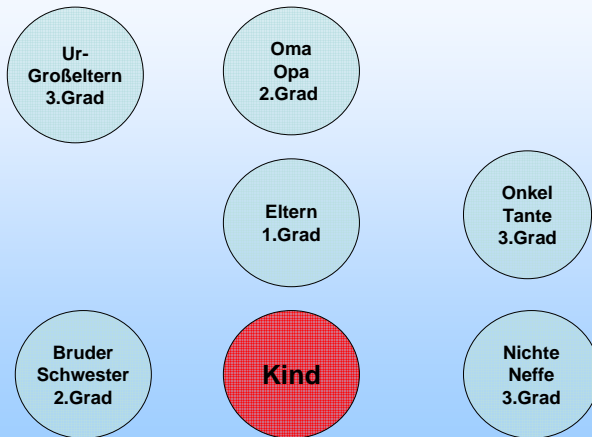 Ur-
Großeltern
3.Grad
Oma
Opa
2.Grad
Eltern
1.Grad
Onkel
Tante
3.Grad
Bruder
Schwester
2.Grad
Kind
Nichte
Neffe
3.Grad